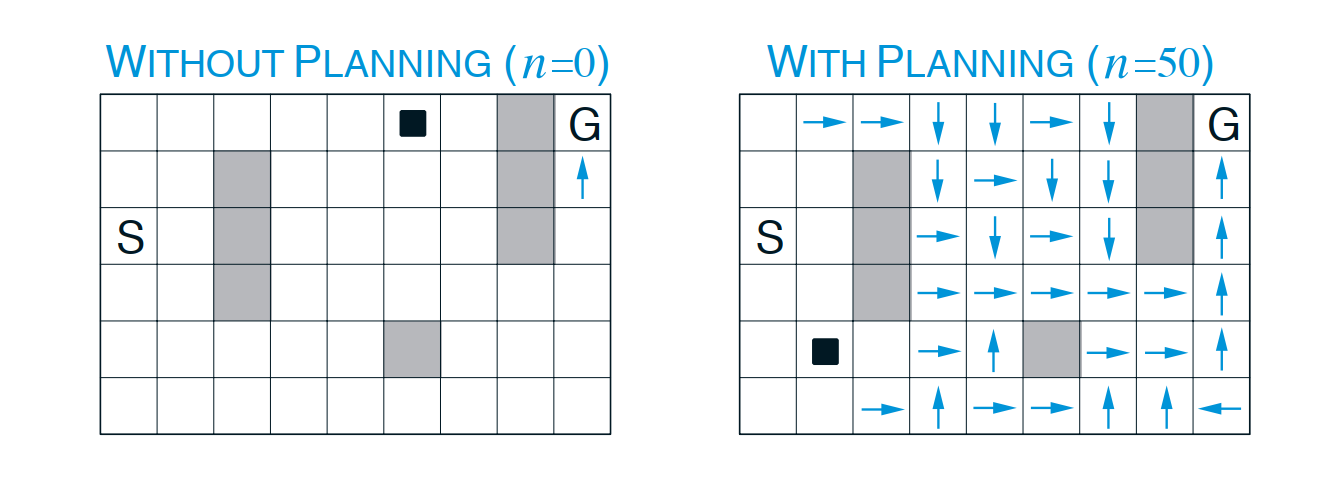 WITHOUT PLANNING (n=0)
WITH PLANNING (n=50)
G
S
G
S